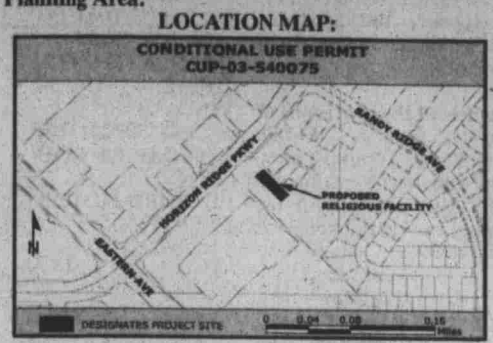 Planning Area.
LOCATION MAP:
CONDITIONAL USE PERMIT
CUP-03-540075
SANDY RIDGE AVE
HORIZON RIDGE PKWY
PROPOSED
RELIGIOUS FACILITY
EASTERN AVE
N
DESIGNATES PROJECT SITE
0 0.04 0.08 0.16
Miles